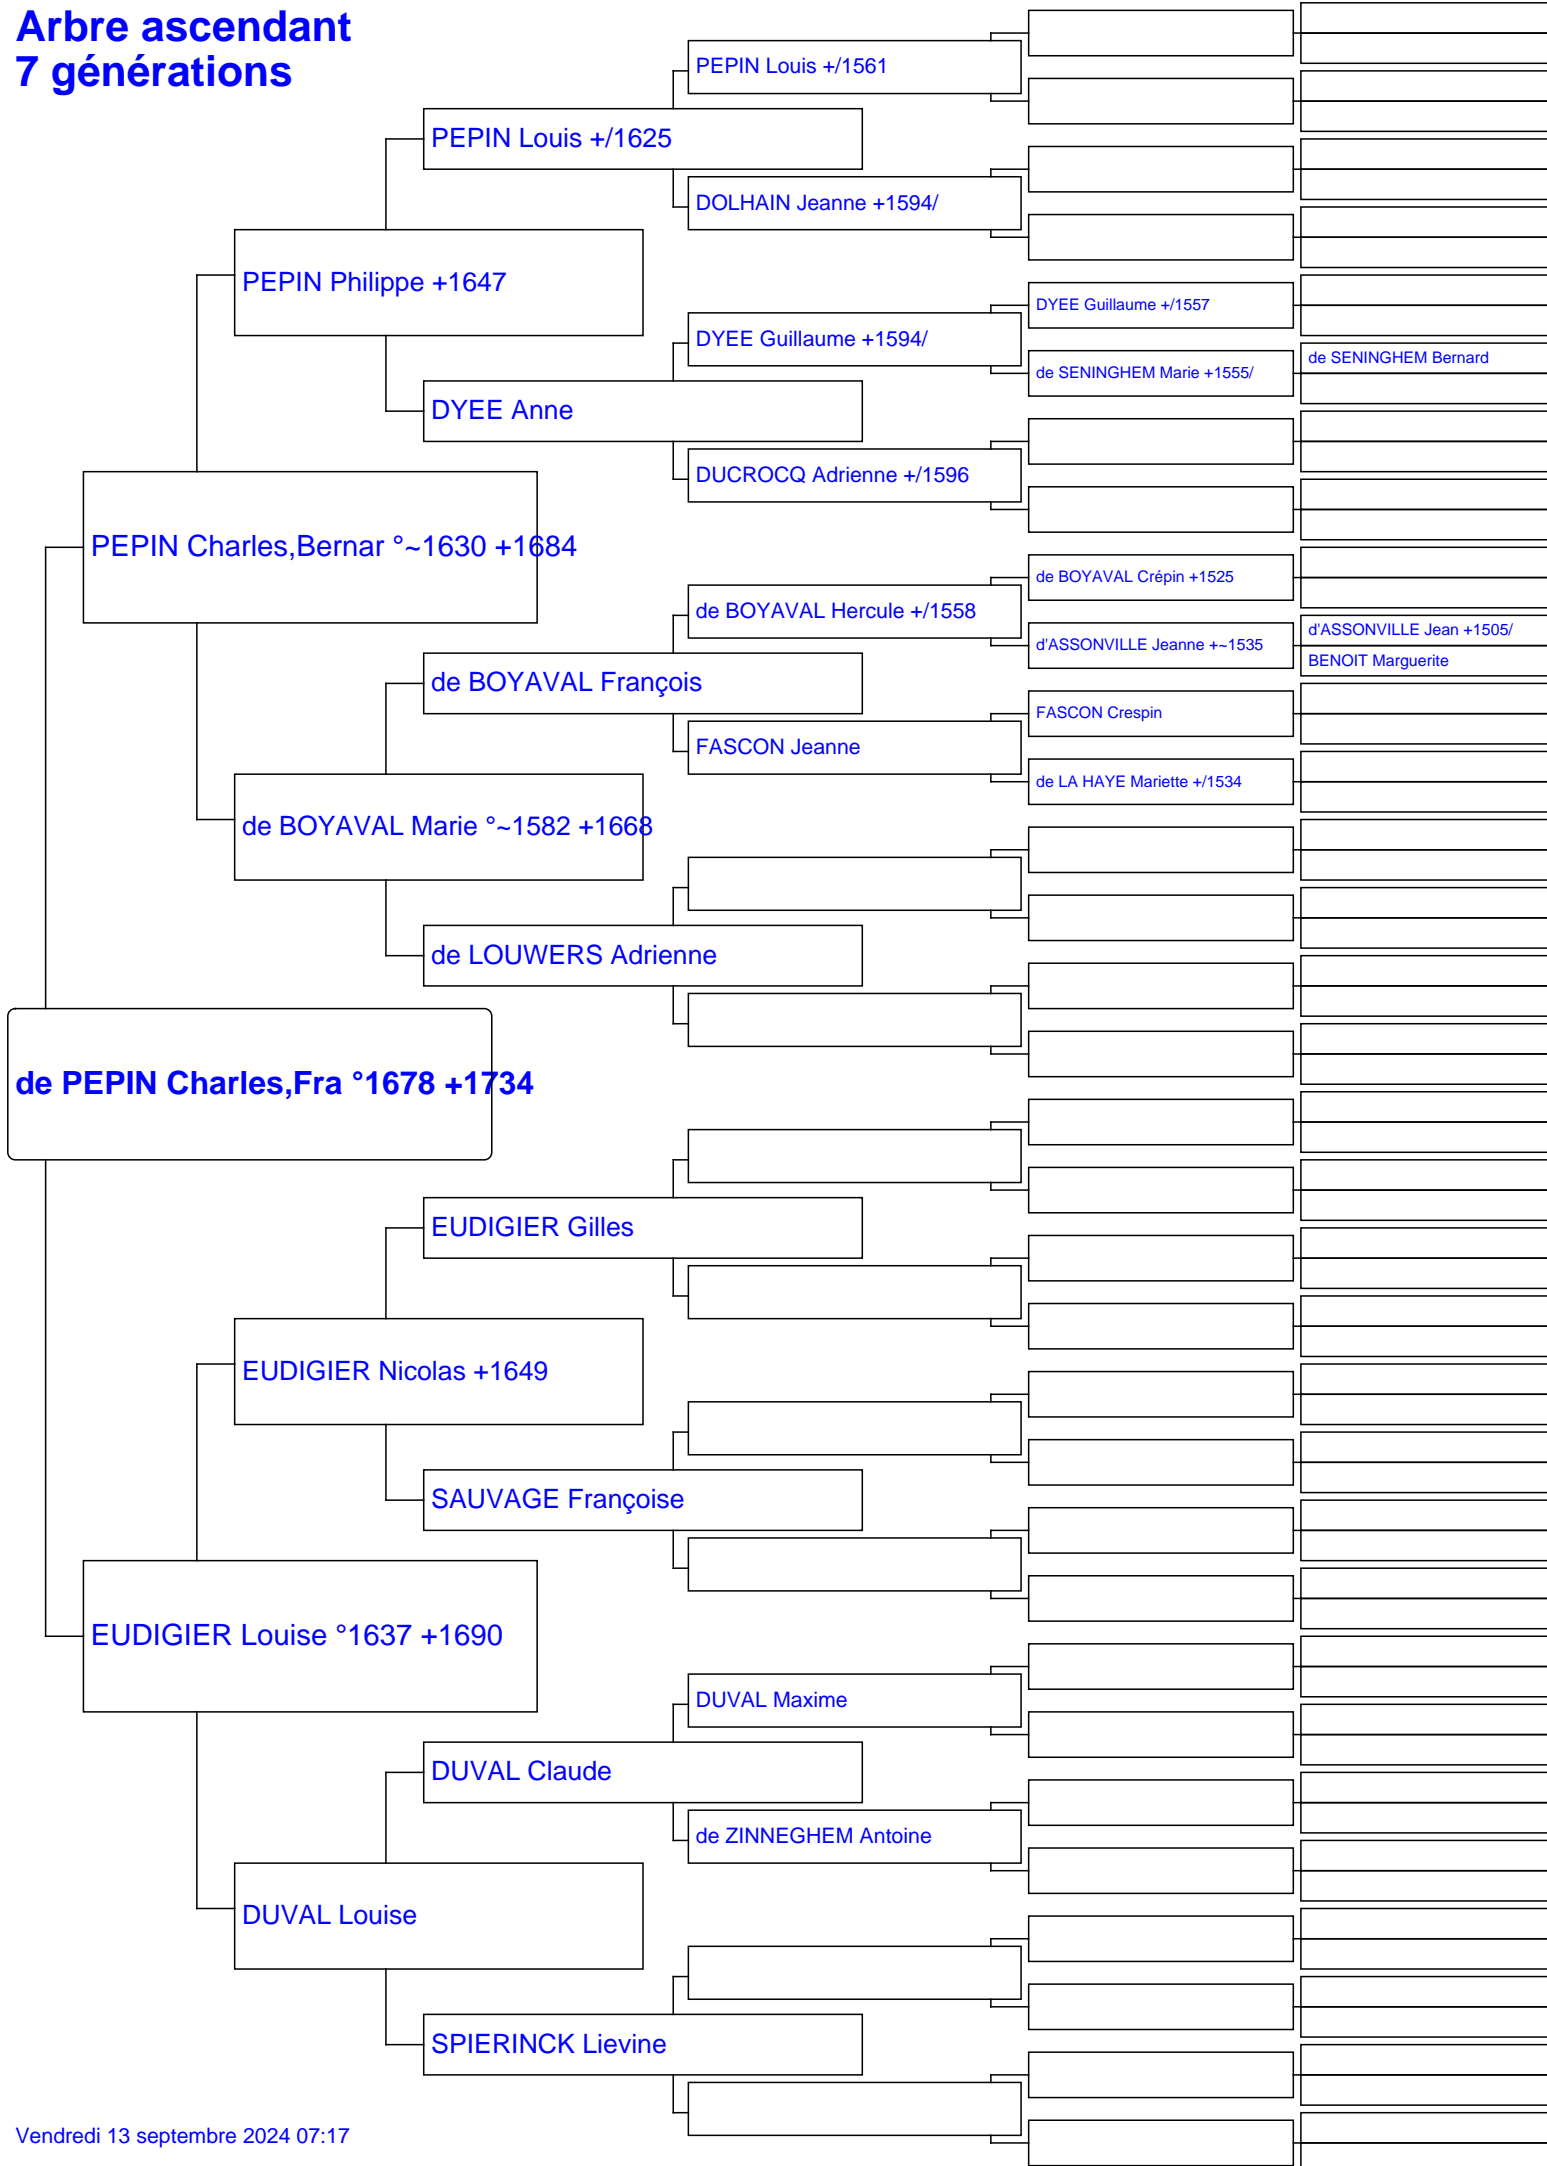 Arbre ascendant
7 générations
PEPIN Louis +/1561
PEPIN Louis +/1625
DOLHAIN Jeanne +1594/
PEPIN Philippe +1647
DYEE Guillaume +/1557
DYEE Guillaume +1594/
de SENINGHEM Bernard
de SENINGHEM Marie +1555/
DYEE Anne
DUCROCQ Adrienne +/1596
PEPIN Charles,Bernar °~1630 +1684
de BOYAVAL Crépin +1525
de BOYAVAL Hercule +/1558
d'ASSONVILLE Jean +1505/
d'ASSONVILLE Jeanne +~1535
BENOIT Marguerite
de BOYAVAL François
FASCON Crespin
FASCON Jeanne
de LA HAYE Mariette +/1534
de BOYAVAL Marie °~1582 +1668
de LOUWERS Adrienne
de PEPIN Charles,Fra °1678 +1734
EUDIGIER Gilles
EUDIGIER Nicolas +1649
SAUVAGE Françoise
EUDIGIER Louise °1637 +1690
DUVAL Maxime
DUVAL Claude
de ZINNEGHEM Antoine
DUVAL Louise
SPIERINCK Lievine
Vendredi 13 septembre 2024 07:17